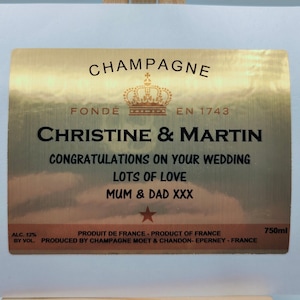 CHAMPAGNE
FONDÉ EN 1743
CHRISTINE & MARTIN
CONGRATULATIONS ON YOUR WEDDING
LOTS OF LOVE
MUM & DAD XXX
ALC. 12%
BY VOL.
PRODUIT DE FRANCE - PRODUCT OF FRANCE
PRODUCED BY CHAMPAGNE MOET & CHANDON- EPERNEY - FRANCE
750ml